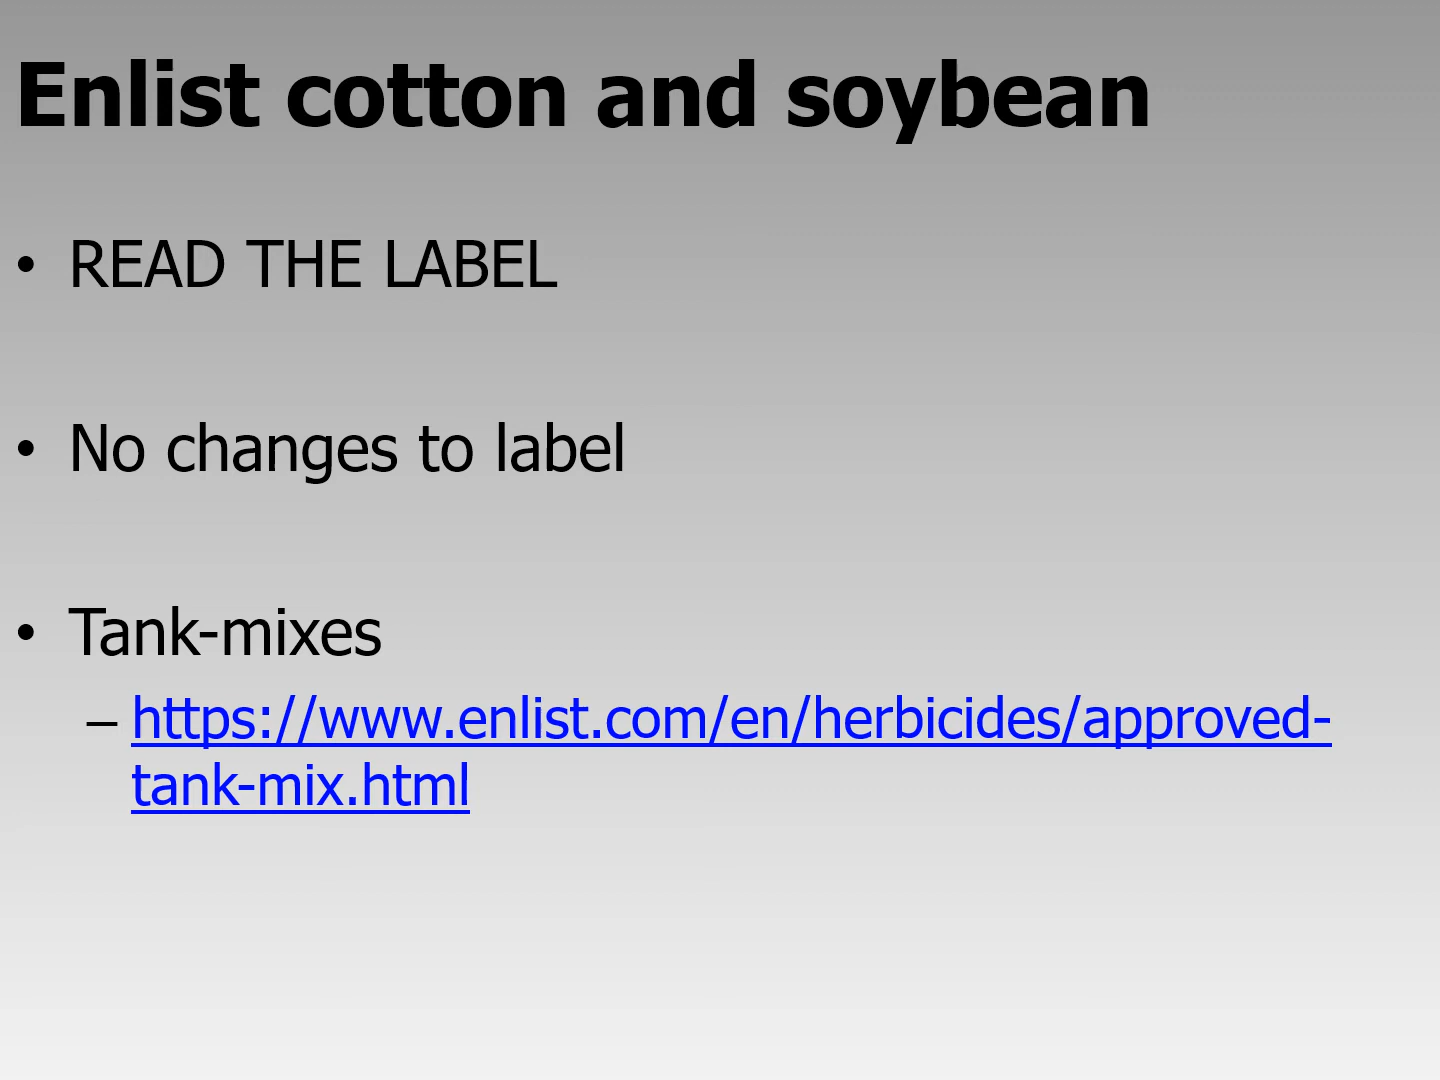 Enlist cotton and soybean
• READ THE LABEL
• No changes to label
• Tank-mixes
– https://www.enlist.com/en/herbicides/approved-
tank-mix.html